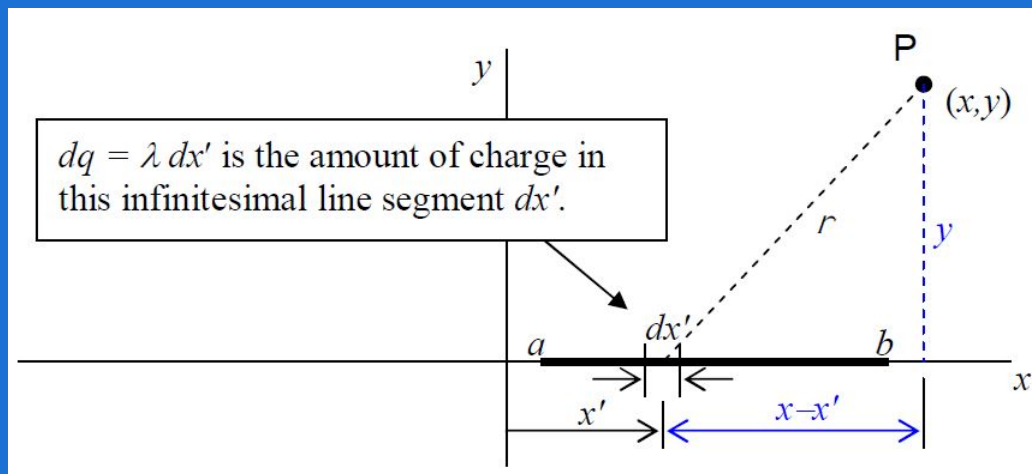 P
y
(x,y)
dq = λ dx′ is the amount of charge in
this infinitesimal line segment dx′.
r
y
dx′
a
b
x
x′
x–x′